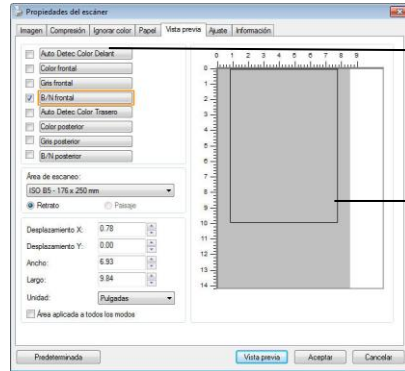 Propiedades del escáner
Imagen Compresión Ignorar color Papel Vista previa Ajuste Información
Auto Detec Color Delant
Color frontal
Gris frontal
B/N frontal
Auto Detec Color Trasero
Color posterior
Gris posterior
B/N posterior
Área de escaneo:
ISO B5 - 176 x 250 mm
Retrato Paisaje
Desplazamiento X: 0.78
Desplazamiento Y: 0.00
Ancho: 6.93
Largo: 9.84
Unidad: Pulgadas
Área aplicada a todos los modos
0 1 2 3 4 5 6 7 8 9
0
1
2
3
4
5
6
7
8
9
10
11
12
13
14
Predeterminada Vista previa Aceptar Cancelar